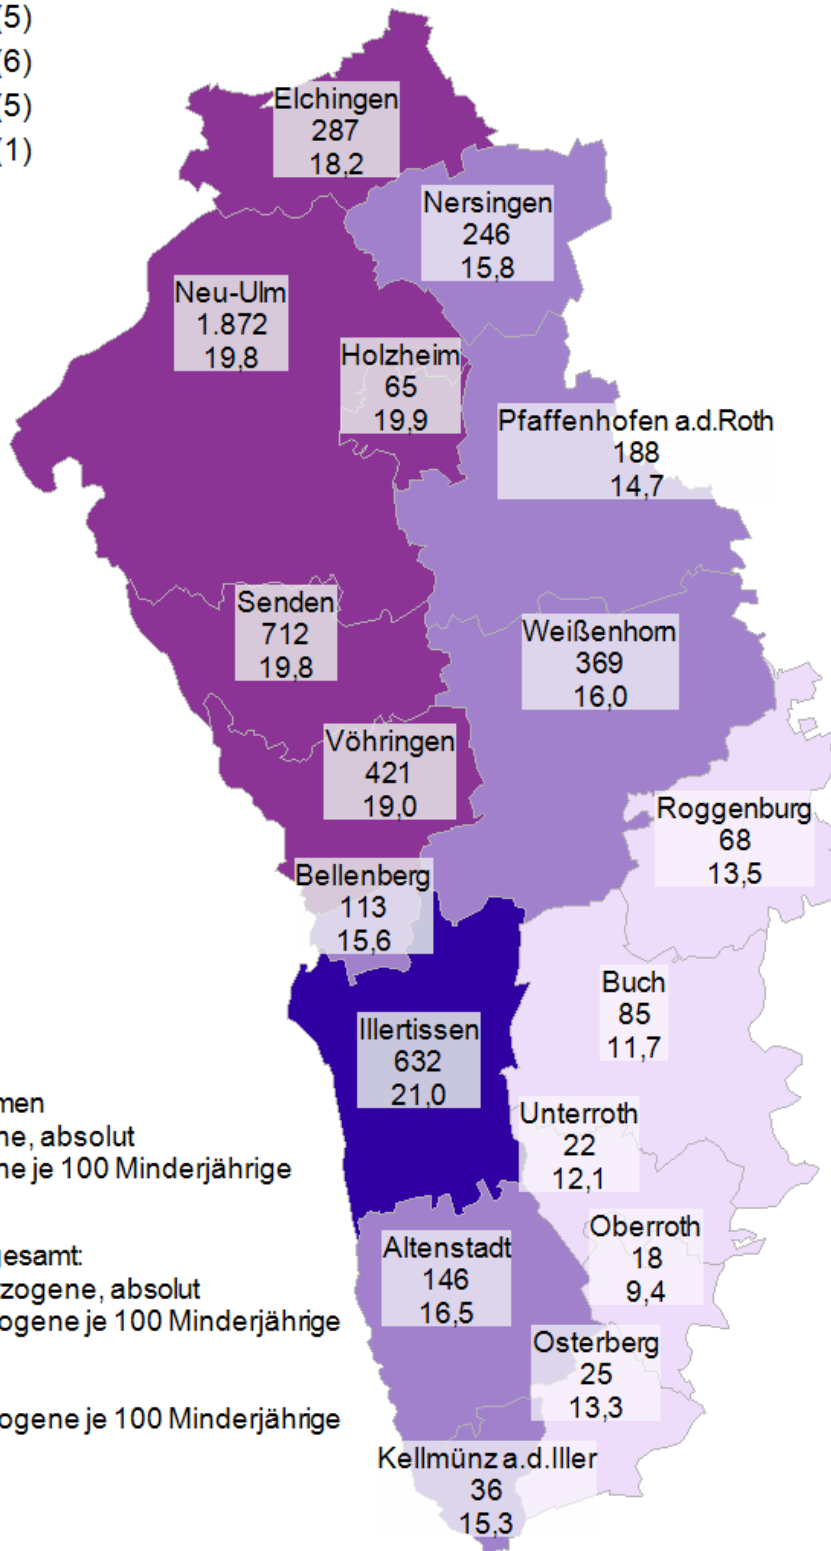 (5)
(6)
(5)
(1)
Elchingen
287
18,2
Nersingen
246
15,8
Neu-Ulm
1.872
19,8
Holzheim
65
19,9
Pfaffenhofen a.d.Roth
188
14,7
Senden
712
19,8
Weißenhorn
369
16,0
Vöhringen
421
19,0
Roggenburg
68
13,5
Bellenberg
113
15,6
Buch
85
11,7
Illertissen
632
21,0
Unterroth
22
12,1
Oberroth
18
9,4
Altenstadt
146
16,5
Osterberg
25
13,3
Kellmünz a.d.Iller
36
15,3
men
ne, absolut
ne je 100 Minderjährige
gesamt:
zogene, absolut
ogene je 100 Minderjährige
ogene je 100 Minderjährige